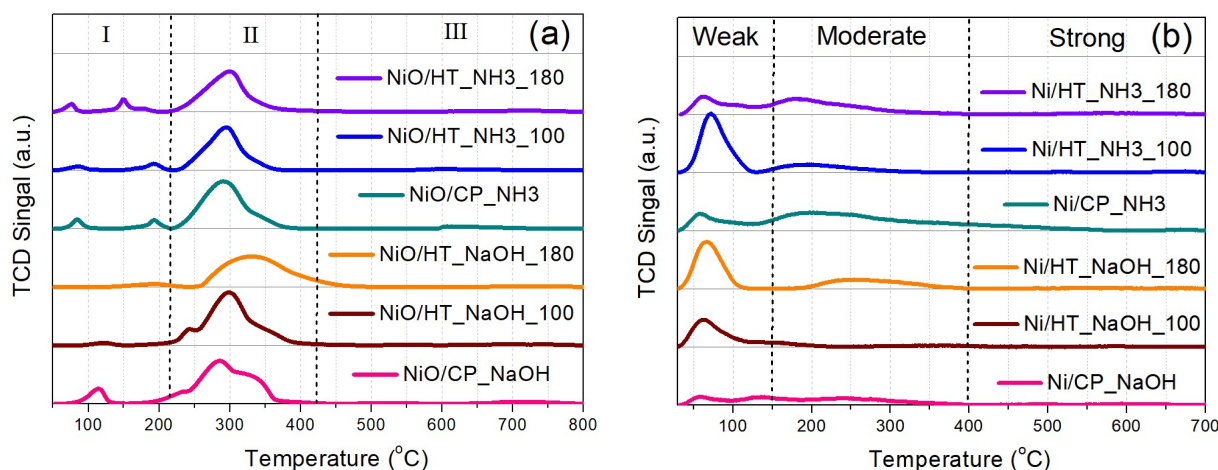 I II III (a)
NiO/HT_NH3_180
NiO/HT_NH3_100
NiO/CP_NH3
NiO/HT_NaOH_180
NiO/HT_NaOH_100
NiO/CP_NaOH
TCD Singal (a.u.)
100 200 300 400 500 600 700 800
Temperature (°C)
Weak Moderate Strong (b)
Ni/HT_NH3_180
Ni/HT_NH3_100
Ni/CP_NH3
Ni/HT_NaOH_180
Ni/HT_NaOH_100
Ni/CP_NaOH
TCD Singal (a.u.)
100 200 300 400 500 600 700
Temperature (°C)